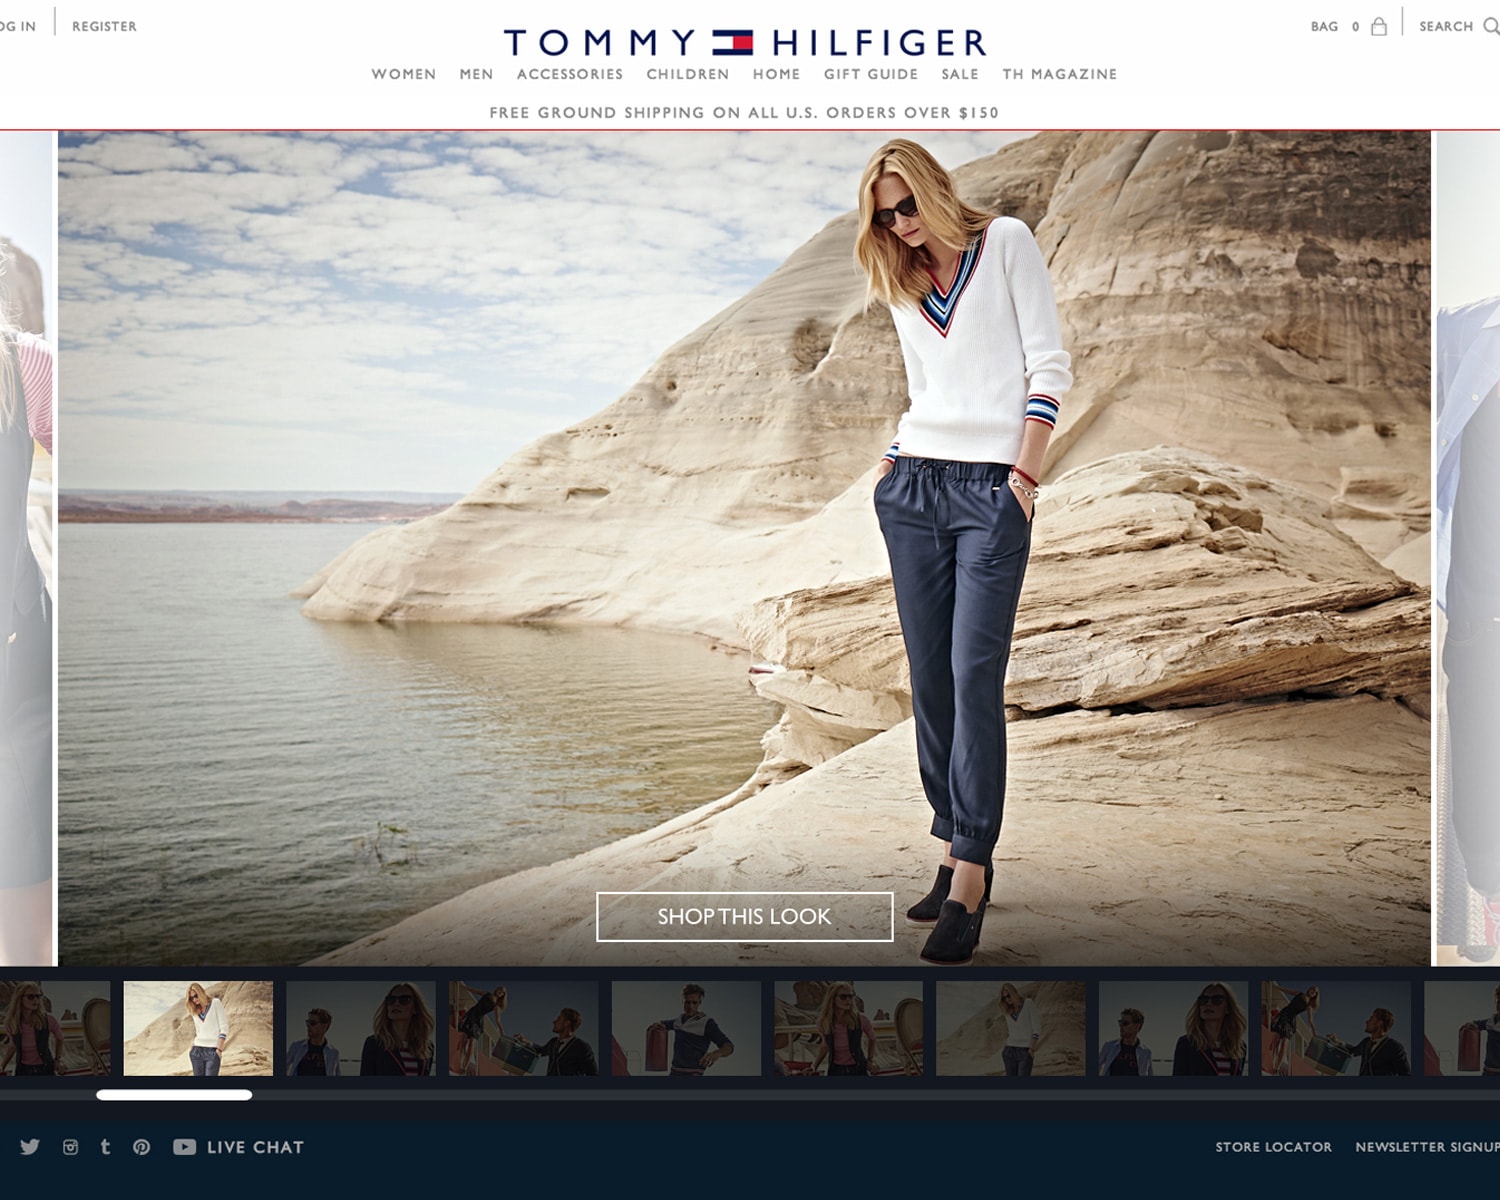 OG IN
REGISTER
TOMMY HILFIGER
BAG 0
SEARCH
WOMEN MEN ACCESSORIES CHILDREN HOME GIFT GUIDE SALE TH MAGAZINE
FREE GROUND SHIPPING ON ALL U.S. ORDERS OVER $150
SHOP THIS LOOK
LIVE CHAT
STORE LOCATOR
NEWSLETTER SIGNUP